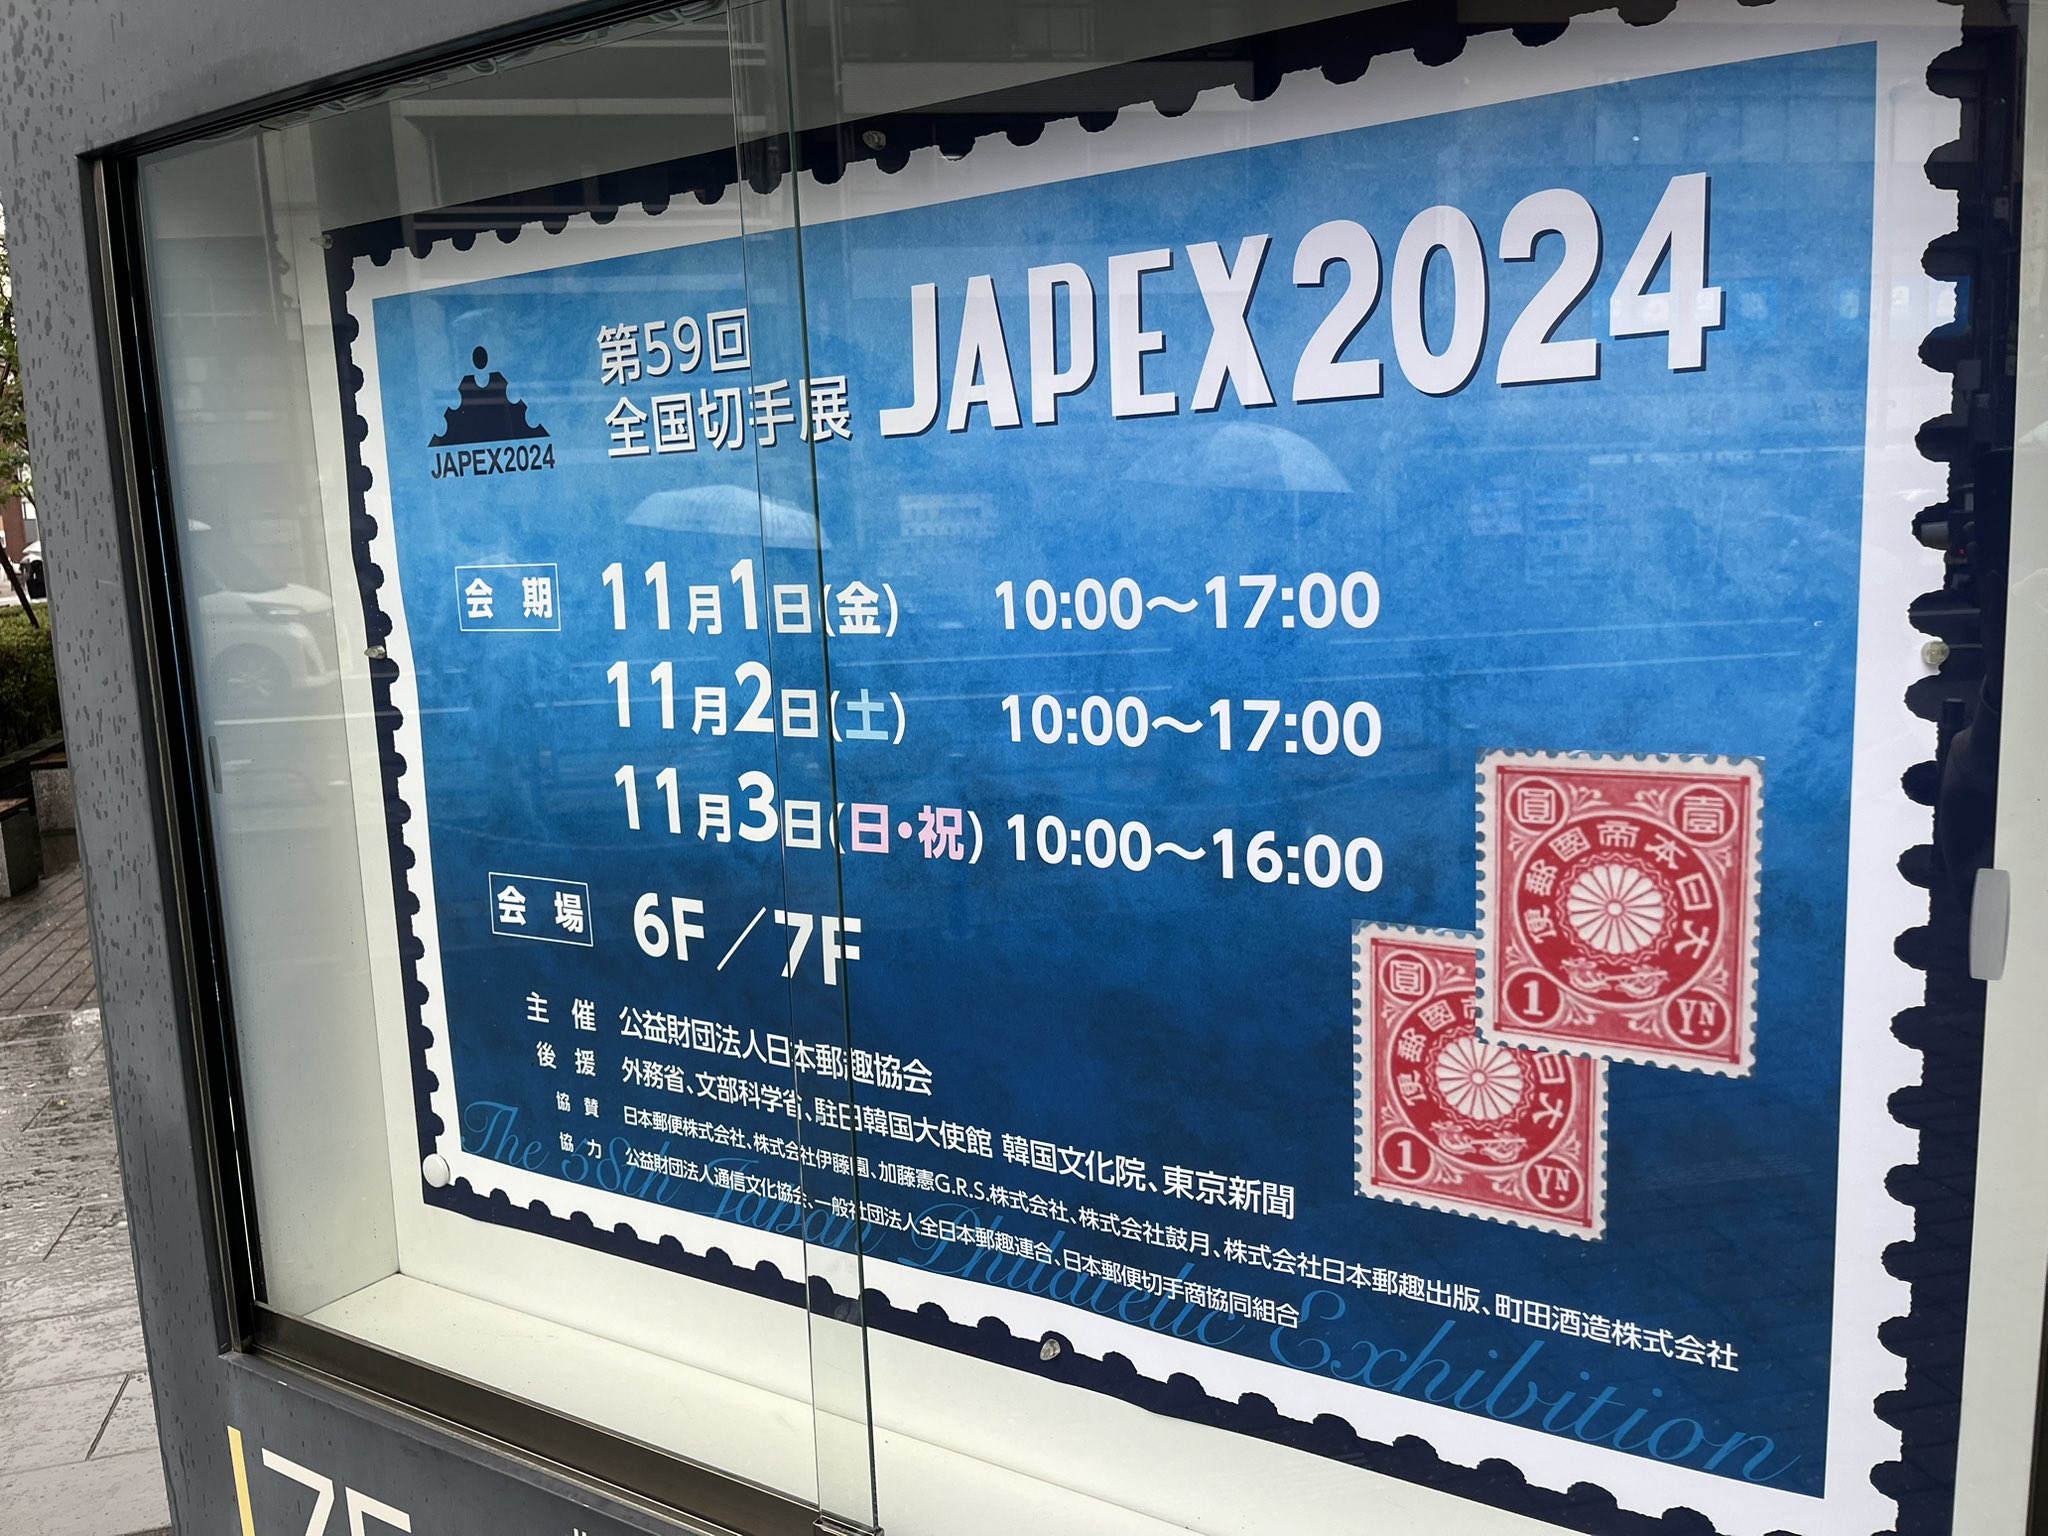 第59回
全国切手展
JAPEX2024
JAPEX2024
会期 11月1日(金) 10:00～17:00
11月2日(土) 10:00～17:00
11月3日(日・祝) 10:00～16:00
会場 6F／7F
主催 公益財団法人日本郵趣協会
後援 外務省、文部科学省、駐日韓国大使館 韓国文化院、東京新聞
協賛 日本郵便株式会社、株式会社伊藤園、加藤憲G.R.S.株式会社、株式会社鼓月、株式会社日本郵趣出版、町田酒造株式会社
協力 公益財団法人通信文化協会、一般社団法人全日本郵趣連合、日本郵便切手商協同組合
The 58th Japan Philatelic Exhibition
圓 壹
便郵國帝本日大
1 YN.
圓
便郵國帝 日大
1 YN.